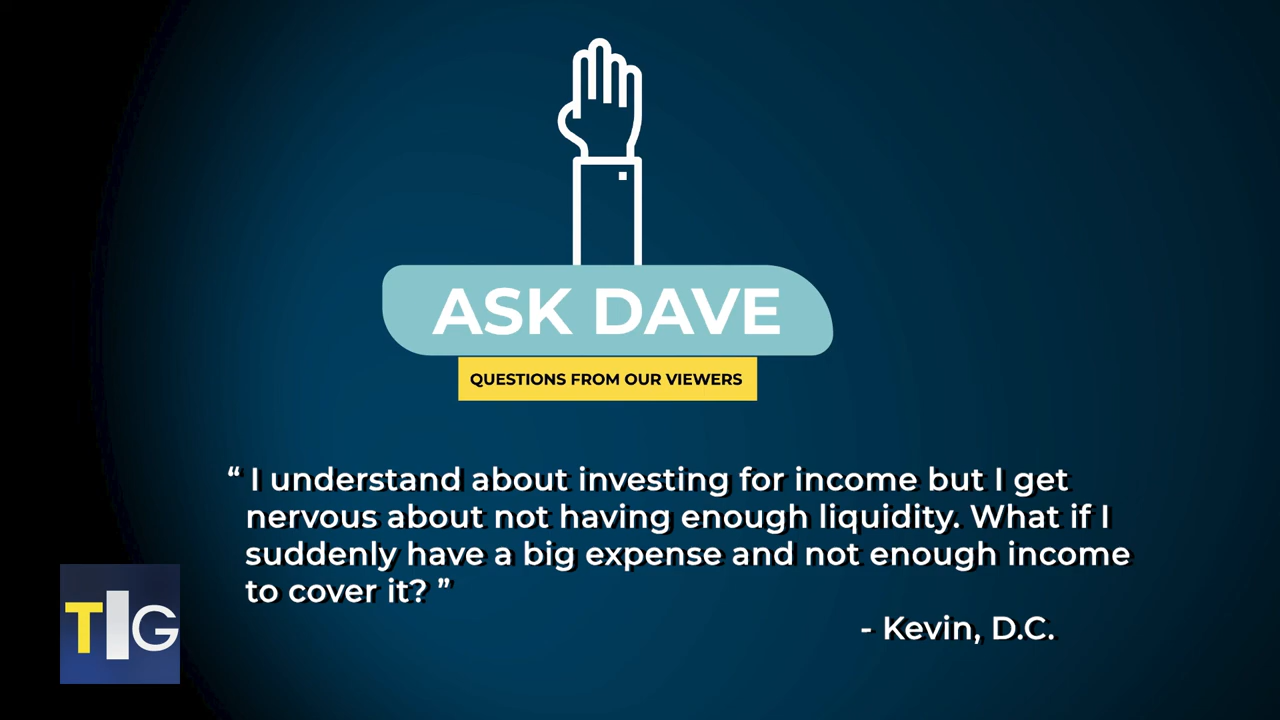 ASK DAVE
QUESTIONS FROM OUR VIEWERS
“ I understand about investing for income but I get
nervous about not having enough liquidity. What if I
suddenly have a big expense and not enough income
to cover it? ”
- Kevin, D.C.
TIG